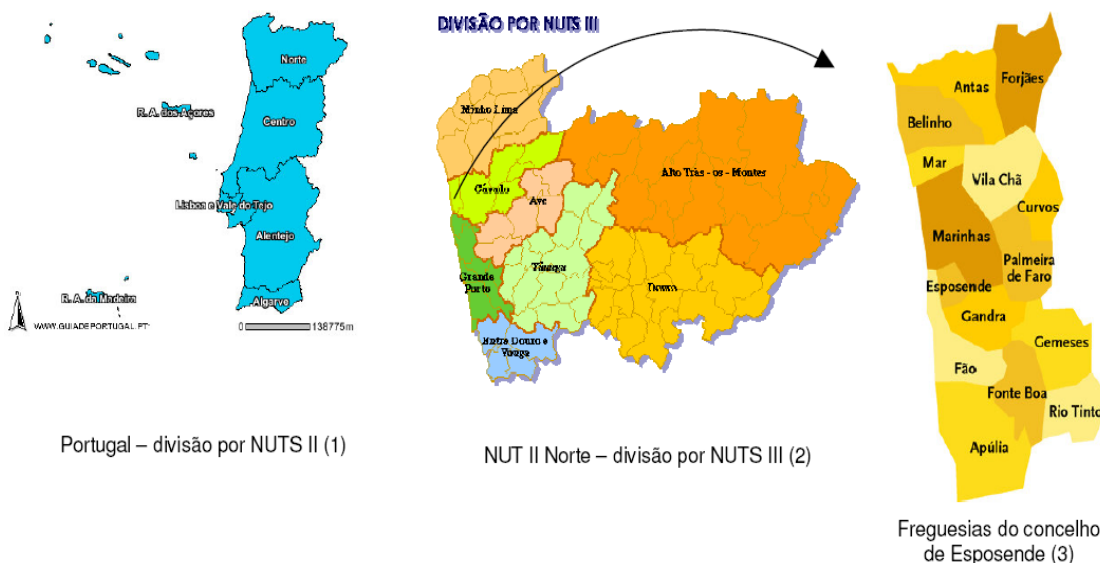 Norte
R. A. dos Açores
Centro
Lisboa e Vale do Tejo
Alentejo
R. A. da Madeira
Algarve
WWW.GUIADEPORTUGAL.PT
0 138775m
Portugal – divisão por NUTS II (1)
DIVISÃO POR NUTS III
Minho Lima
Cávado
Ave
Alto Trás - os - Montes
Grande
Porto
Tâmega
Douro
Entre Douro e
Vouga
NUT II Norte – divisão por NUTS III (2)
Antas
Forjães
Belinho
Mar
Vila Chã
Curvos
Marinhas
Palmeira
de Faro
Esposende
Gandra
Gemeses
Fão
Fonte Boa
Rio Tinto
Apúlia
Freguesias do concelho
de Esposende (3)